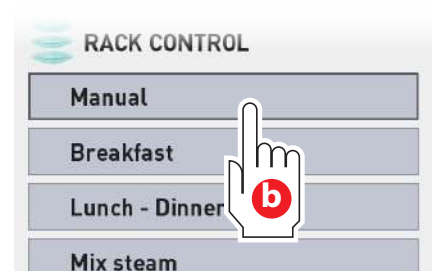 RACK CONTROL
Manual
Breakfast
Lunch - Dinner
b
Mix steam